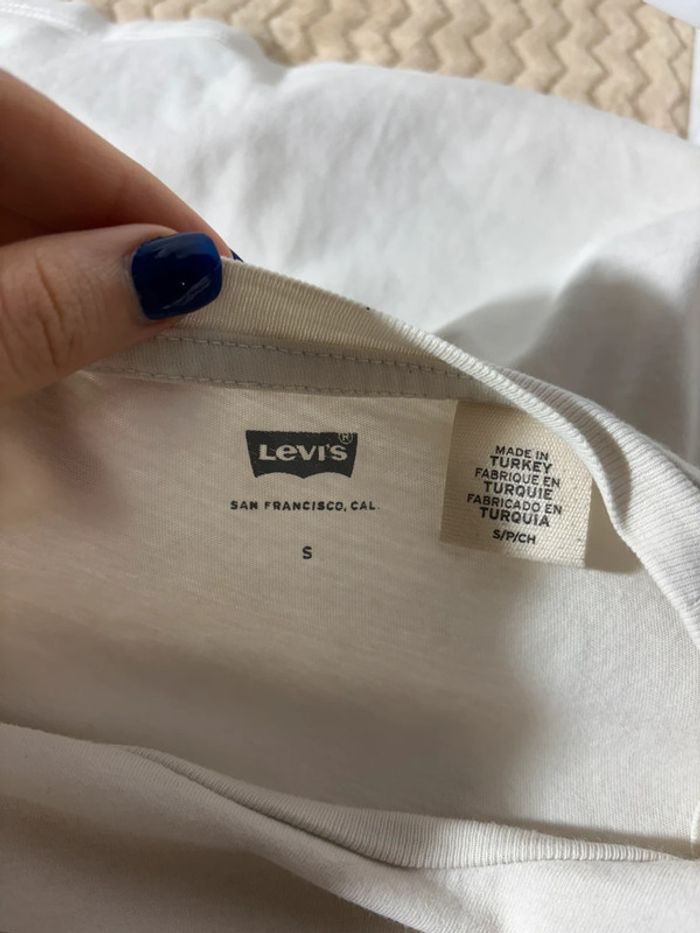 LEVI'S ®
SAN FRANCISCO, CAL.
S
MADE IN
TURKEY
FABRIQUE EN
TURQUIE
FABRICADO EN
TURQUIA
S/P/CH